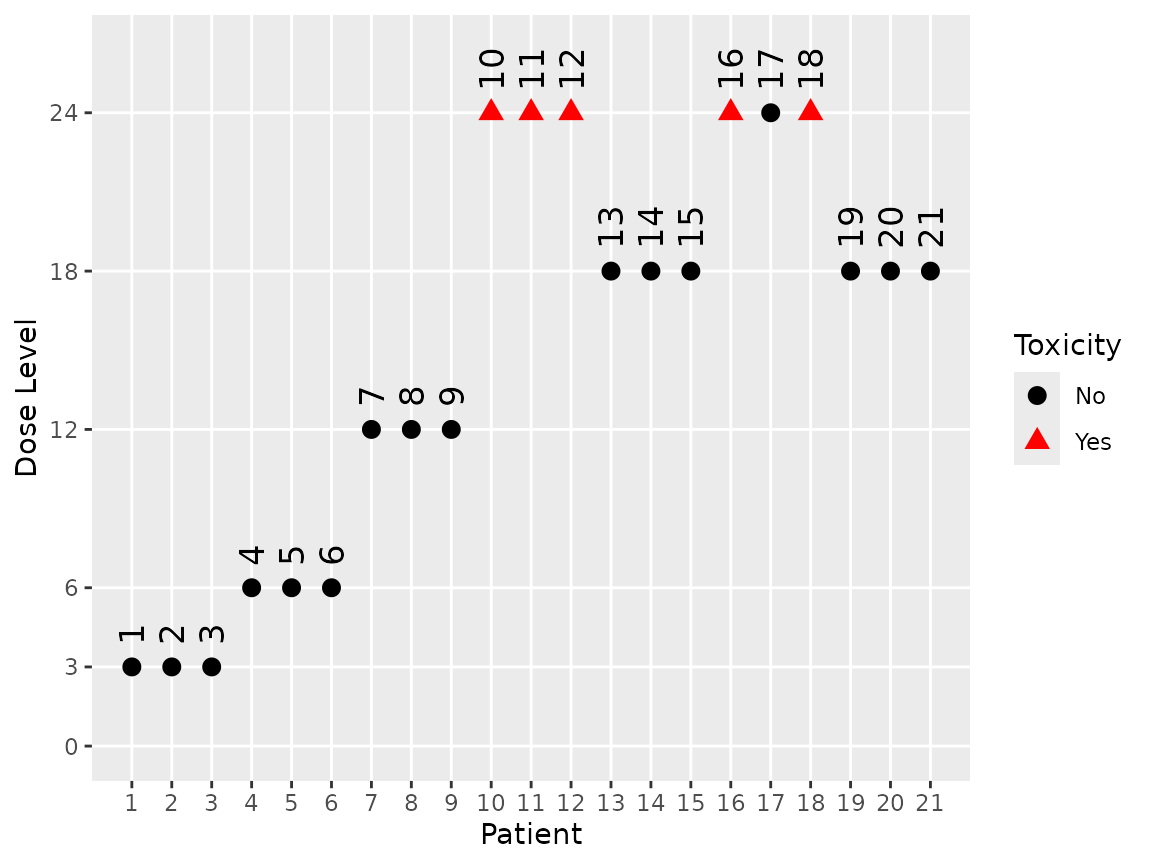 10 11 12 16 17 18
24
13 14 15 19 20 21
18
7 8 9
12
4 5 6
6
1 2 3
3
0
1 2 3 4 5 6 7 8 9 10 11 12 13 14 15 16 17 18 19 20 21
Patient
Dose Level
Toxicity
No
Yes